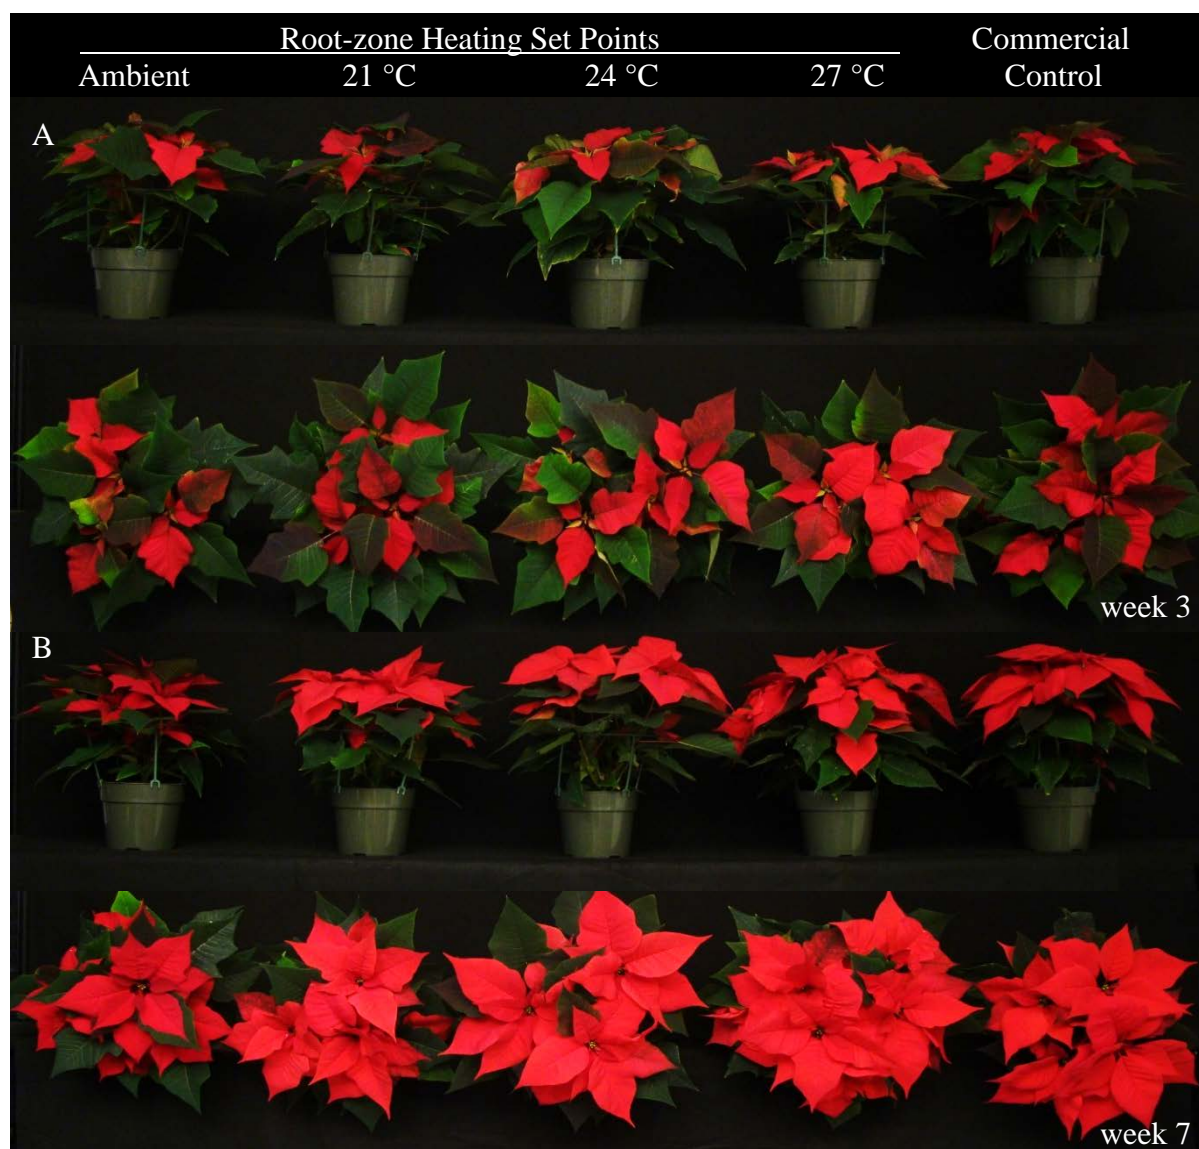 Root-zone Heating Set Points
Commercial
Ambient 21 °C 24 °C 27 °C Control
A
week 3
B
week 7